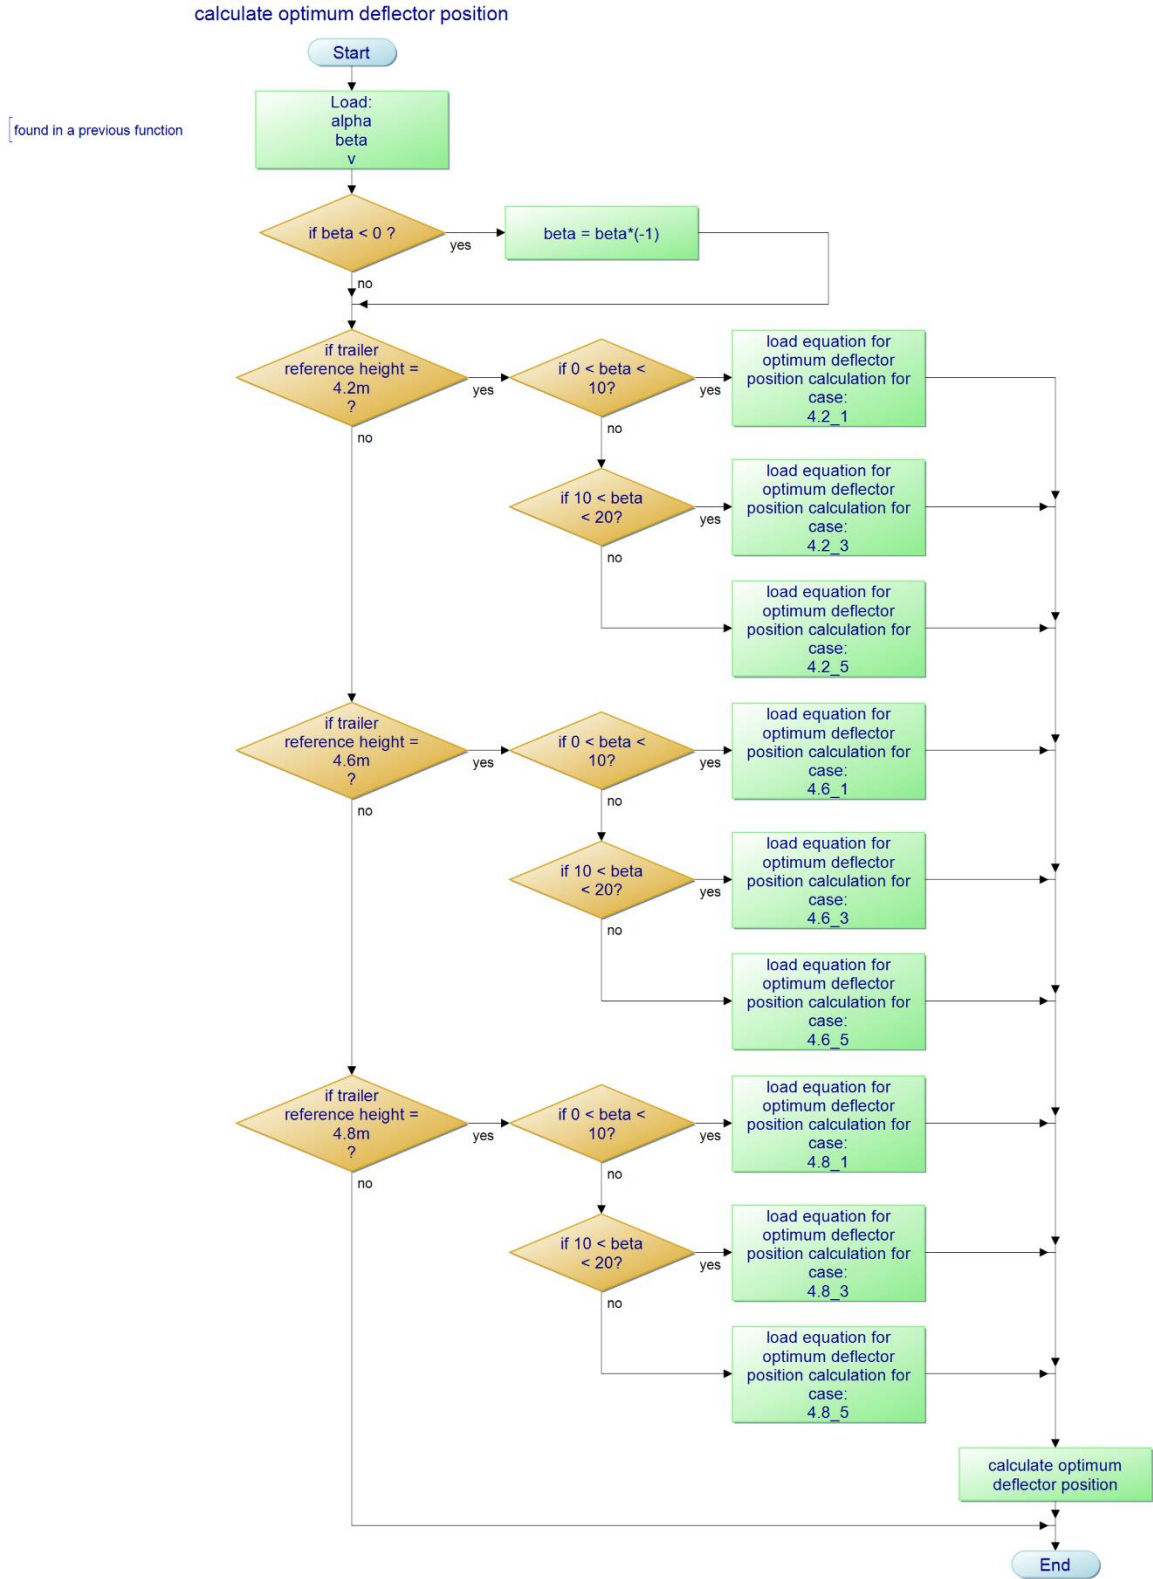 calculate optimum deflector position
Start
Load:
alpha
beta
v
found in a previous function
if beta < 0 ?
yes
beta = beta*(-1)
no
if trailer
reference height =
4.2m
?
yes
if 0 < beta <
10?
yes
load equation for
optimum deflector
position calculation for
case:
4.2_1
no
no
if 10 < beta
< 20?
yes
load equation for
optimum deflector
position calculation for
case:
4.2_3
no
load equation for
optimum deflector
position calculation for
case:
4.2_5
if trailer
reference height =
4.6m
?
yes
if 0 < beta <
10?
yes
load equation for
optimum deflector
position calculation for
case:
4.6_1
no
no
if 10 < beta
< 20?
yes
load equation for
optimum deflector
position calculation for
case:
4.6_3
no
load equation for
optimum deflector
position calculation for
case:
4.6_5
if trailer
reference height =
4.8m
?
yes
if 0 < beta <
10?
yes
load equation for
optimum deflector
position calculation for
case:
4.8_1
no
no
if 10 < beta
< 20?
yes
load equation for
optimum deflector
position calculation for
case:
4.8_3
no
load equation for
optimum deflector
position calculation for
case:
4.8_5
calculate optimum
deflector position
End